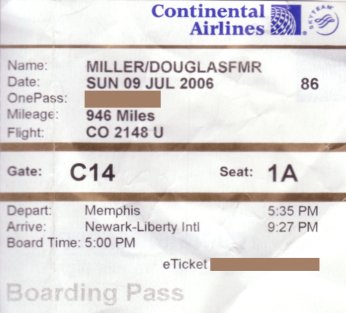 Continental
Airlines
SKYTEAM
Name: MILLER/DOUGLASFMR
Date: SUN 09 JUL 2006 86
OnePass:
Mileage: 946 Miles
Flight: CO 2148 U
Gate: C14 Seat: 1A
Depart: Memphis 5:35 PM
Arrive: Newark-Liberty Intl 9:27 PM
Board Time: 5:00 PM
eTicket
Boarding Pass